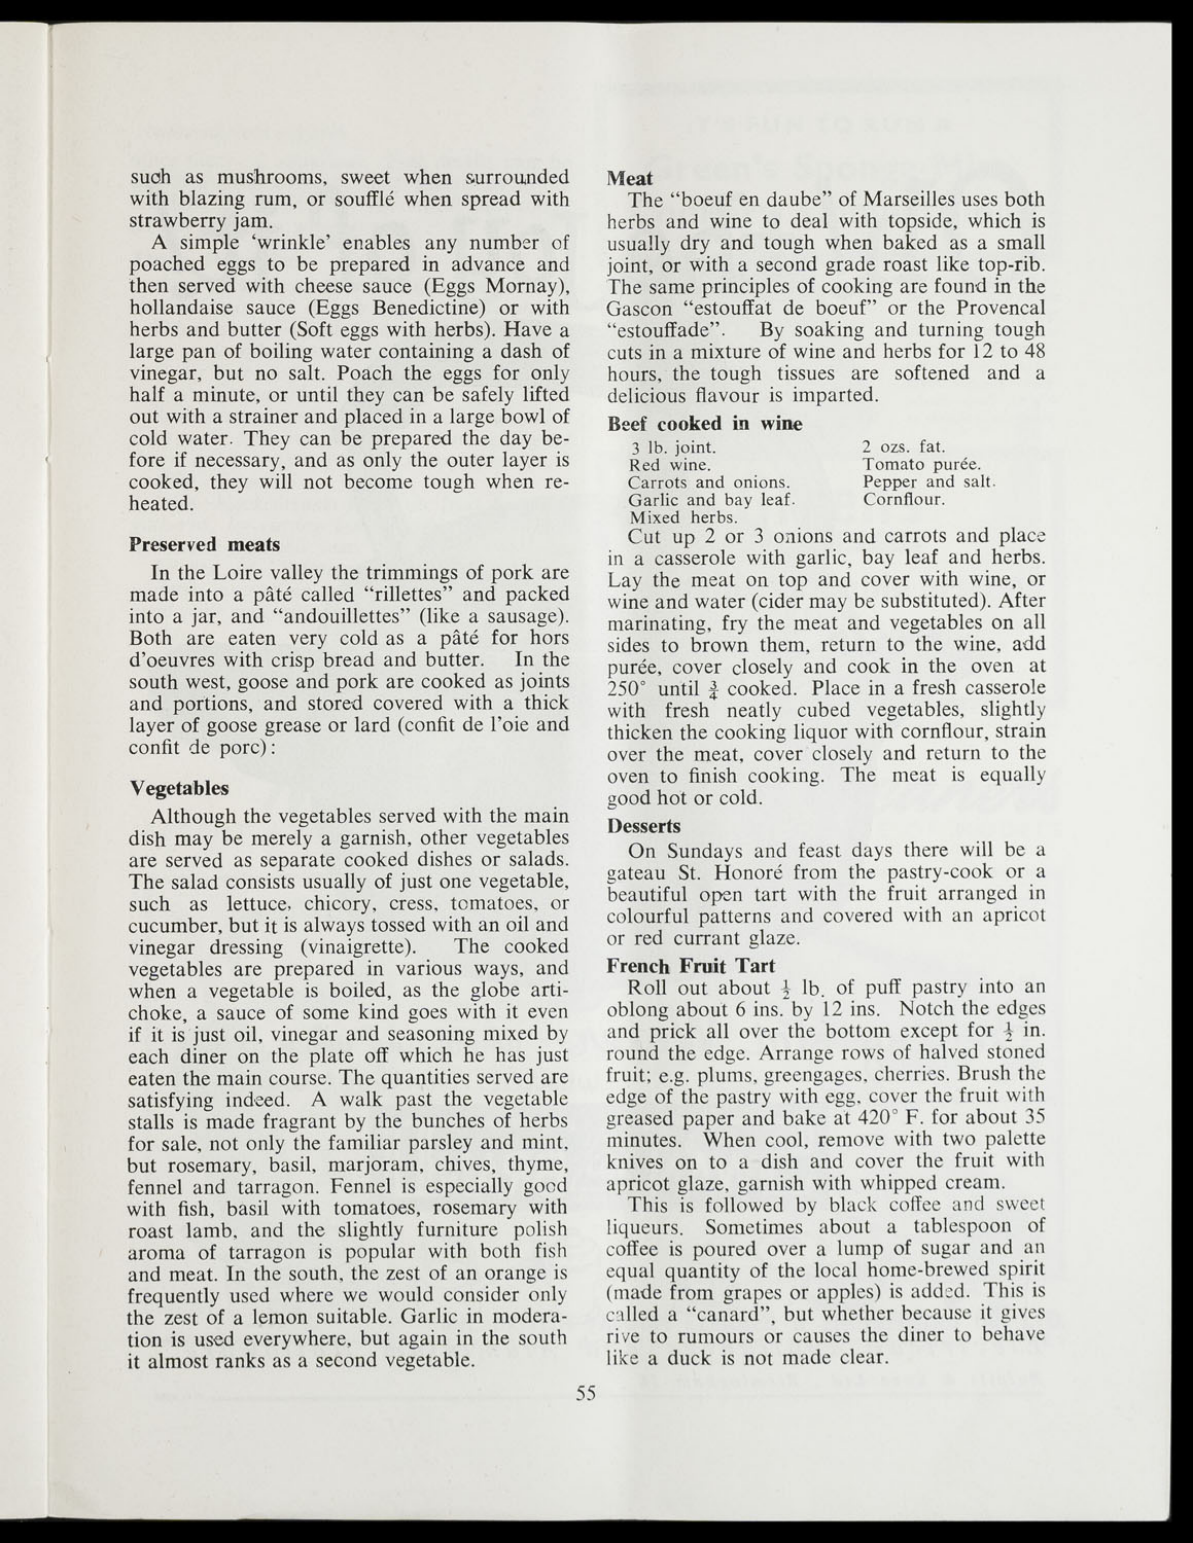 such as mushrooms, sweet when surrounded
with blazing rum, or soufflé when spread with
strawberry jam.
A simple ‘wrinkle’ enables any number of
poached eggs to be prepared in advance and
then served with cheese sauce (Eggs Mornay),
hollandaise sauce (Eggs Benedictine) or with
herbs and butter (Soft eggs with herbs). Have a
large pan of boiling water containing a dash of
vinegar, but no salt. Poach the eggs for only
half a minute, or until they can be safely lifted
out with a strainer and placed in a large bowl of
cold water. They can be prepared the day be-
fore if necessary, and as only the outer layer is
cooked, they will not become tough when re-
heated.
Preserved meats
In the Loire valley the trimmings of pork are
made into a pâté called “rillettes” and packed
into a jar, and “andouillettes” (like a sausage).
Both are eaten very cold as a pâté for hors
d’oeuvres with crisp bread and butter. In the
south west, goose and pork are cooked as joints
and portions, and stored covered with a thick
layer of goose grease or lard (confit de l’oie and
confit de porc):
Vegetables
Although the vegetables served with the main
dish may be merely a garnish, other vegetables
are served as separate cooked dishes or salads.
The salad consists usually of just one vegetable,
such as lettuce, chicory, cress, tomatoes, or
cucumber, but it is always tossed with an oil and
vinegar dressing (vinaigrette). The cooked
vegetables are prepared in various ways, and
when a vegetable is boiled, as the globe arti-
choke, a sauce of some kind goes with it even
if it is just oil, vinegar and seasoning mixed by
each diner on the plate off which he has just
eaten the main course. The quantities served are
satisfying indeed. A walk past the vegetable
stalls is made fragrant by the bunches of herbs
for sale, not only the familiar parsley and mint,
but rosemary, basil, marjoram, chives, thyme,
fennel and tarragon. Fennel is especially good
with fish, basil with tomatoes, rosemary with
roast lamb, and the slightly furniture polish
aroma of tarragon is popular with both fish
and meat. In the south, the zest of an orange is
frequently used where we would consider only
the zest of a lemon suitable. Garlic in modera-
tion is used everywhere, but again in the south
it almost ranks as a second vegetable.
Meat
The “boeuf en daube” of Marseilles uses both
herbs and wine to deal with topside, which is
usually dry and tough when baked as a small
joint, or with a second grade roast like top-rib.
The same principles of cooking are found in the
Gascon “estouffat de boeuf” or the Provencal
“estouffade”. By soaking and turning tough
cuts in a mixture of wine and herbs for 12 to 48
hours, the tough tissues are softened and a
delicious flavour is imparted.
Beef cooked in wine
3 lb. joint. 2 ozs. fat.
Red wine. Tomato purée.
Carrots and onions. Pepper and salt.
Garlic and bay leaf. Cornflour.
Mixed herbs.
Cut up 2 or 3 onions and carrots and place
in a casserole with garlic, bay leaf and herbs.
Lay the meat on top and cover with wine, or
wine and water (cider may be substituted). After
marinating, fry the meat and vegetables on all
sides to brown them, return to the wine, add
purée, cover closely and cook in the oven at
250° until ¾ cooked. Place in a fresh casserole
with fresh neatly cubed vegetables, slightly
thicken the cooking liquor with cornflour, strain
over the meat, cover closely and return to the
oven to finish cooking. The meat is equally
good hot or cold.
Desserts
On Sundays and feast days there will be a
gateau St. Honoré from the pastry-cook or a
beautiful open tart with the fruit arranged in
colourful patterns and covered with an apricot
or red currant glaze.
French Fruit Tart
Roll out about ½ lb. of puff pastry into an
oblong about 6 ins. by 12 ins. Notch the edges
and prick all over the bottom except for ½ in.
round the edge. Arrange rows of halved stoned
fruit; e.g. plums, greengages, cherries. Brush the
edge of the pastry with egg, cover the fruit with
greased paper and bake at 420° F. for about 35
minutes. When cool, remove with two palette
knives on to a dish and cover the fruit with
apricot glaze, garnish with whipped cream.
This is followed by black coffee and sweet
liqueurs. Sometimes about a tablespoon of
coffee is poured over a lump of sugar and an
equal quantity of the local home-brewed spirit
(made from grapes or apples) is added. This is
called a “canard”, but whether because it gives
rive to rumours or causes the diner to behave
like a duck is not made clear.
55